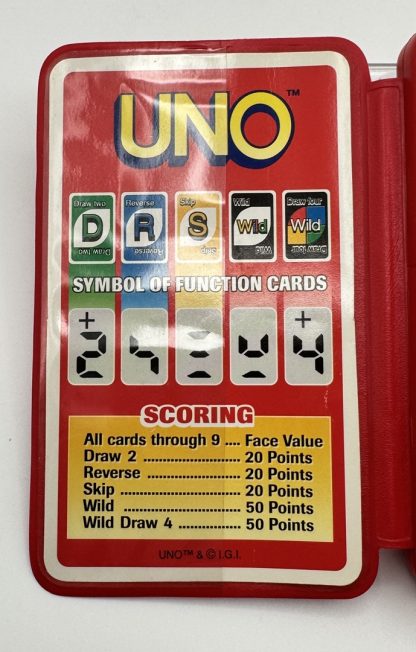 UNO™
Draw two Reverse Skip Wild Draw four
D R S Wild Wild
Draw two Reverse Skip Wild Draw four
SYMBOL OF FUNCTION CARDS
+ +
2 4
SCORING
All cards through 9 .... Face Value
Draw 2 ........................ 20 Points
Reverse ...................... 20 Points
Skip ............................. 20 Points
Wild ............................. 50 Points
Wild Draw 4 ................ 50 Points
UNO™ & © I.G.I.